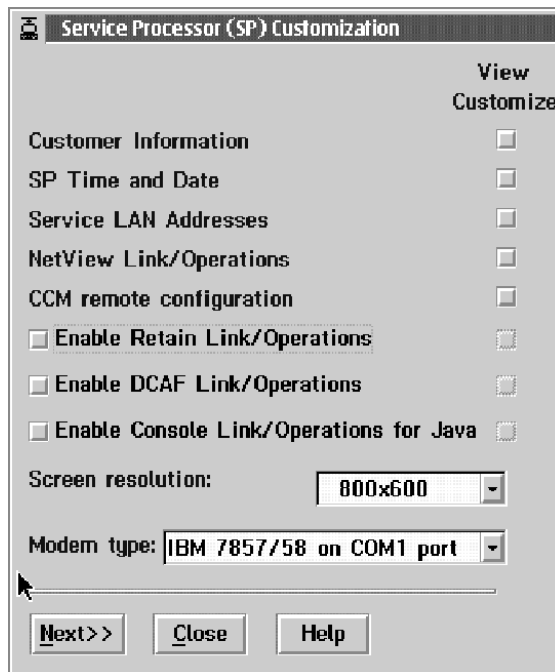 Service Processor (SP) Customization
View
Customize
Customer Information
SP Time and Date
Service LAN Addresses
NetView Link/Operations
CCM remote configuration
Enable Retain Link/Operations
Enable DCAF Link/Operations
Enable Console Link/Operations for Java
Screen resolution: 800x600
Modem type: IBM 7857/58 on COM1 port
Next>> Close Help